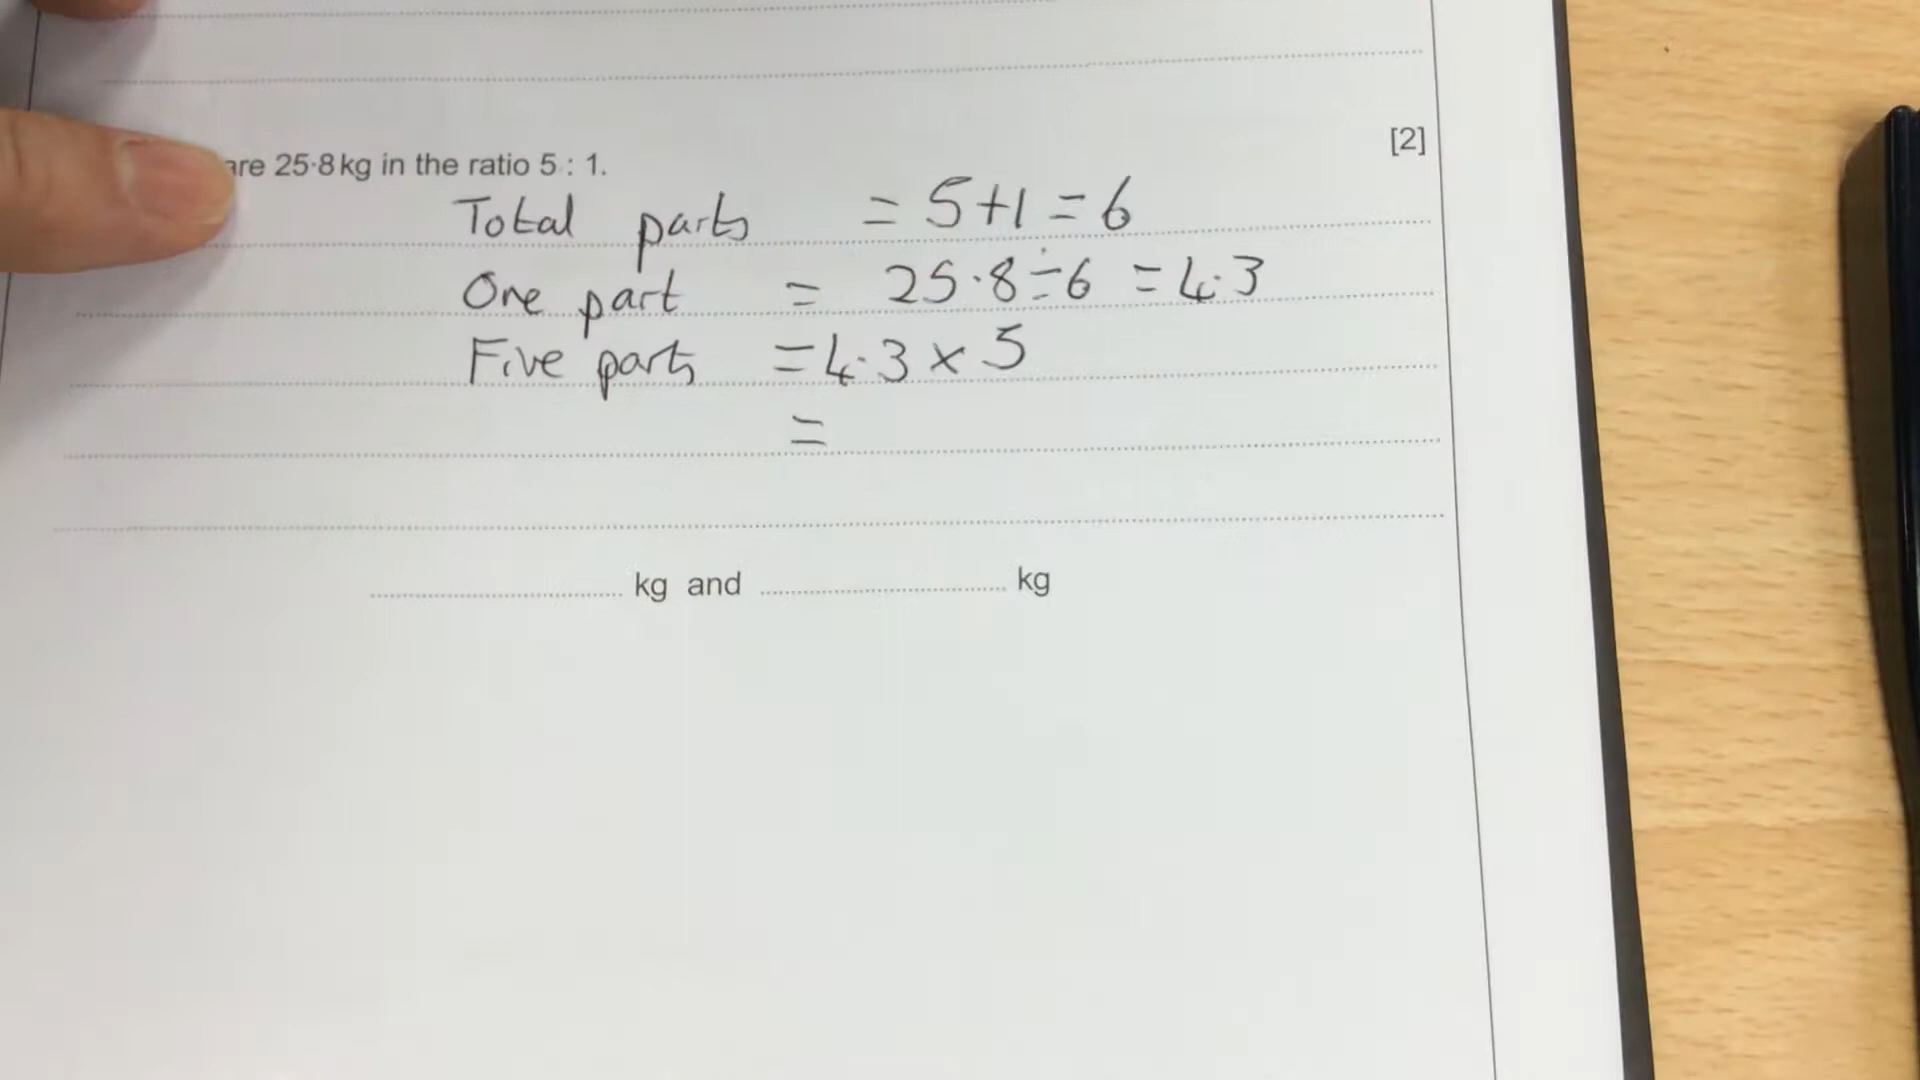 [2]
are 25·8 kg in the ratio 5 : 1.
Total parts = 5+1 = 6
One part = 25.8÷6 = 4.3
Five parts = 4.3 × 5
=
kg and kg